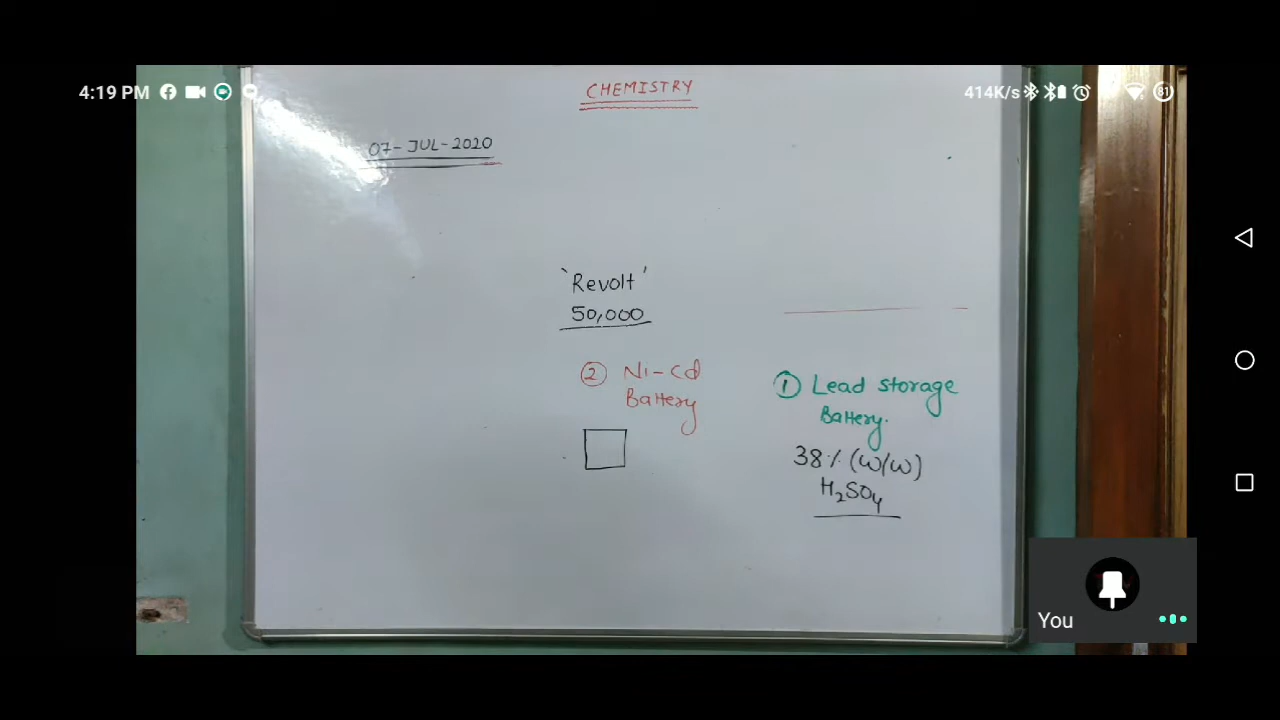 4:19 PM
414K/s
81
CHEMISTRY
07-JUL-2020
'Revolt'
50,000
② Ni-Cd
Battery
① Lead storage
Battery.
38% (W/W)
H₂SO₄
You